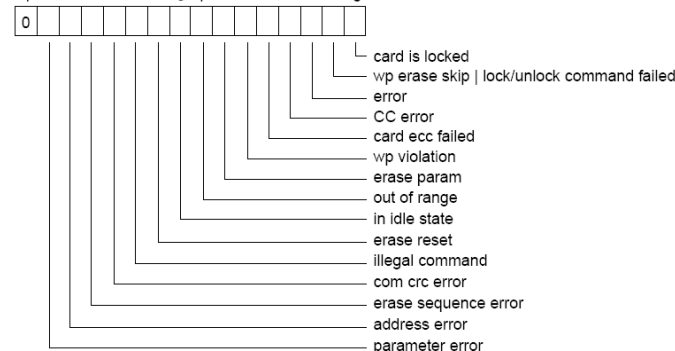 0
card is locked
wp erase skip | lock/unlock command failed
error
CC error
card ecc failed
wp violation
erase param
out of range
in idle state
erase reset
illegal command
com crc error
erase sequence error
address error
parameter error